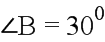 ∠B = 30⁰